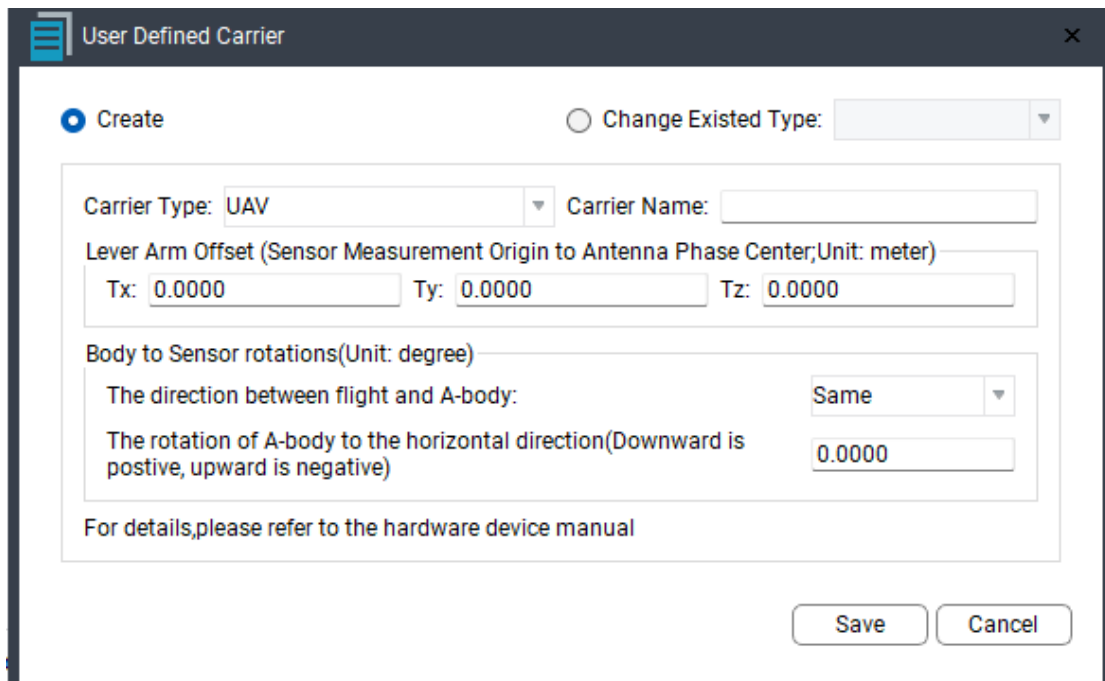 User Defined Carrier
Create
Change Existed Type:
Carrier Type: UAV
Carrier Name:
Lever Arm Offset (Sensor Measurement Origin to Antenna Phase Center;Unit: meter)
Tx: 0.0000
Ty: 0.0000
Tz: 0.0000
Body to Sensor rotations(Unit: degree)
The direction between flight and A-body:
Same
The rotation of A-body to the horizontal direction(Downward is
postive, upward is negative)
0.0000
For details,please refer to the hardware device manual
Save
Cancel